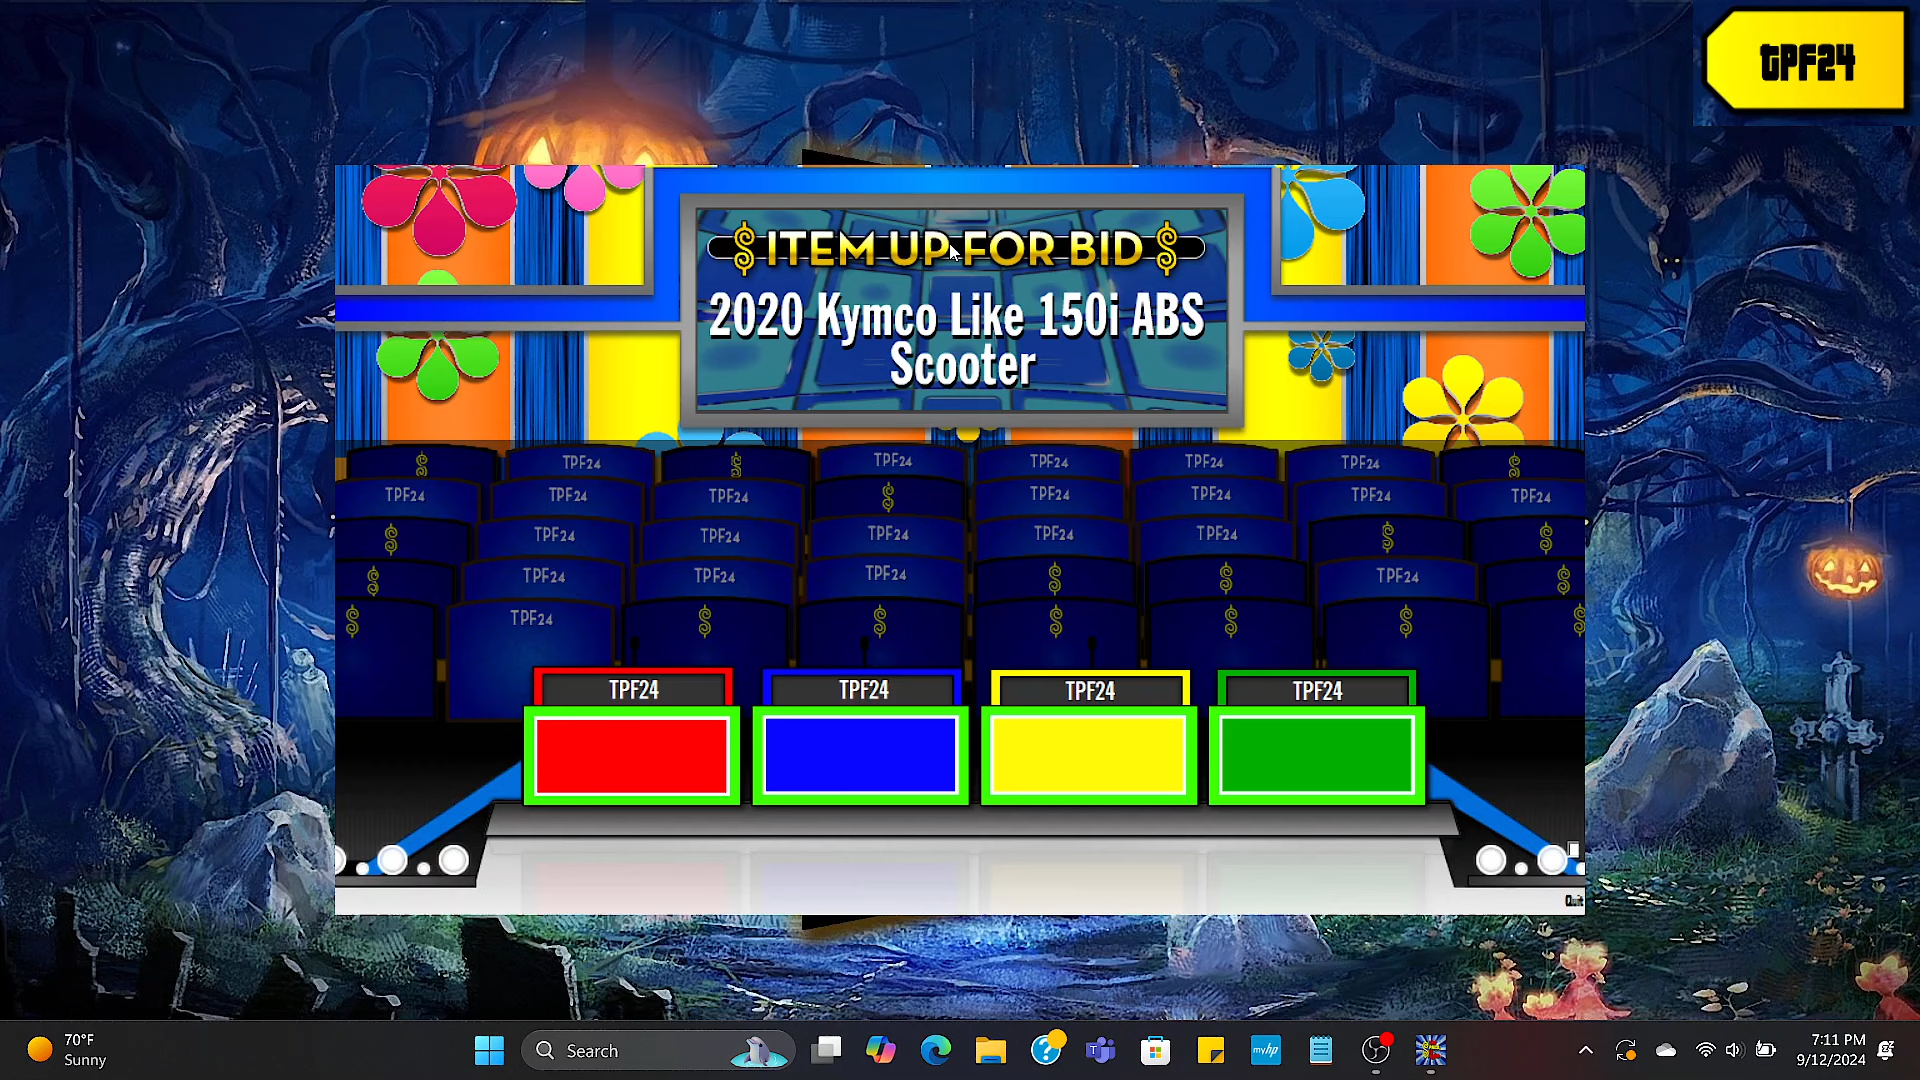 TPF24
$ ITEM UP FOR BID $
2020 Kymco Like 150i ABS
Scooter
$ TPF24 $ TPF24 TPF24 TPF24 TPF24 $
TPF24 TPF24 TPF24 $ TPF24 TPF24 TPF24 TPF24
$ TPF24 TPF24 TPF24 TPF24 TPF24 $ $
$ TPF24 TPF24 TPF24 $ $ TPF24 $
$ TPF24 $ $ $ $ $ $
TPF24 TPF24 TPF24 TPF24
Quit
70°F
Sunny
Search
myhp
7:11 PM
9/12/2024